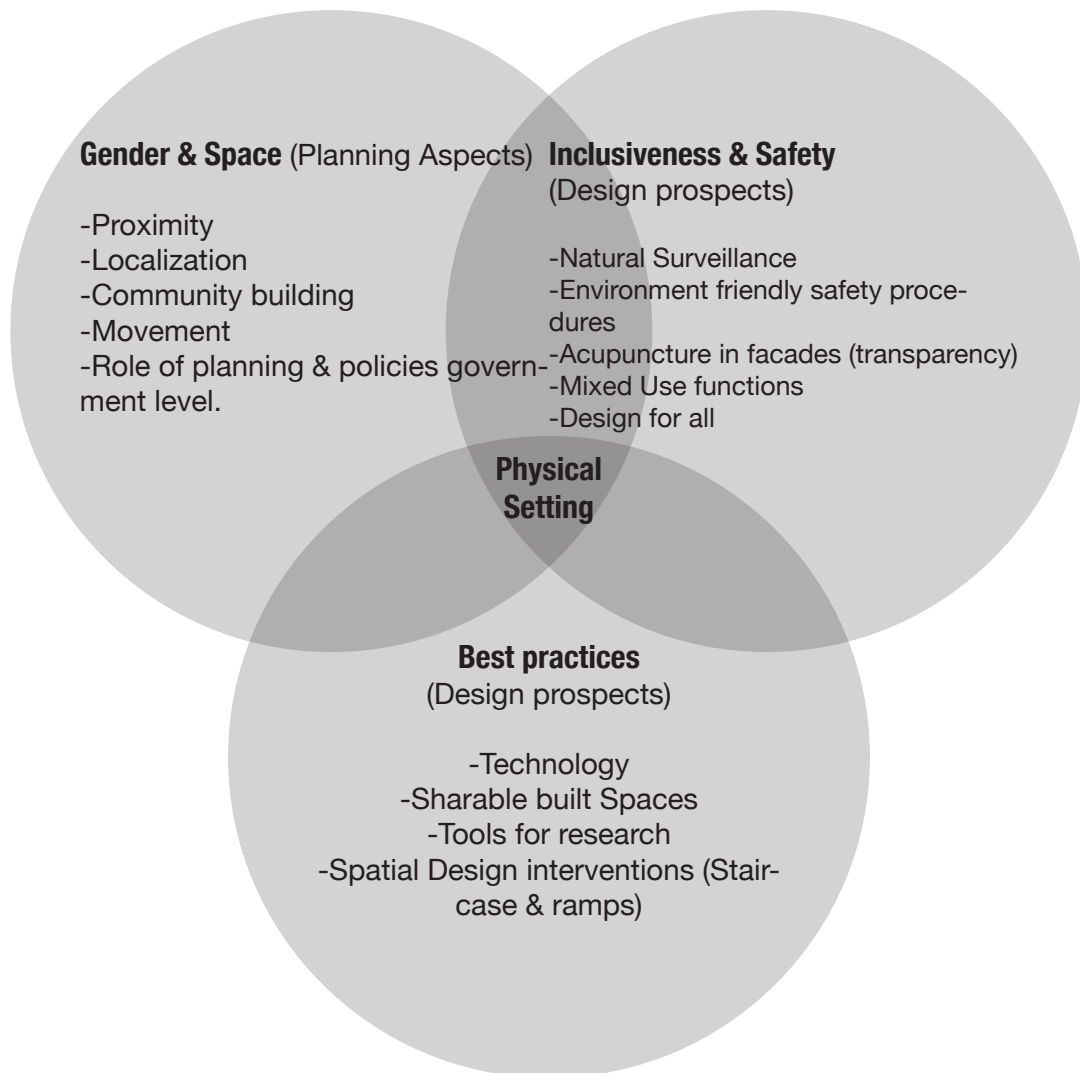 Gender & Space (Planning Aspects)
-Proximity
-Localization
-Community building
-Movement
-Role of planning & policies govern-
ment level.
Inclusiveness & Safety
(Design prospects)
-Natural Surveillance
-Environment friendly safety proce-
dures
-Acupuncture in facades (transparency)
-Mixed Use functions
-Design for all
Physical
Setting
Best practices
(Design prospects)
-Technology
-Sharable built Spaces
-Tools for research
-Spatial Design interventions (Stair-
case & ramps)